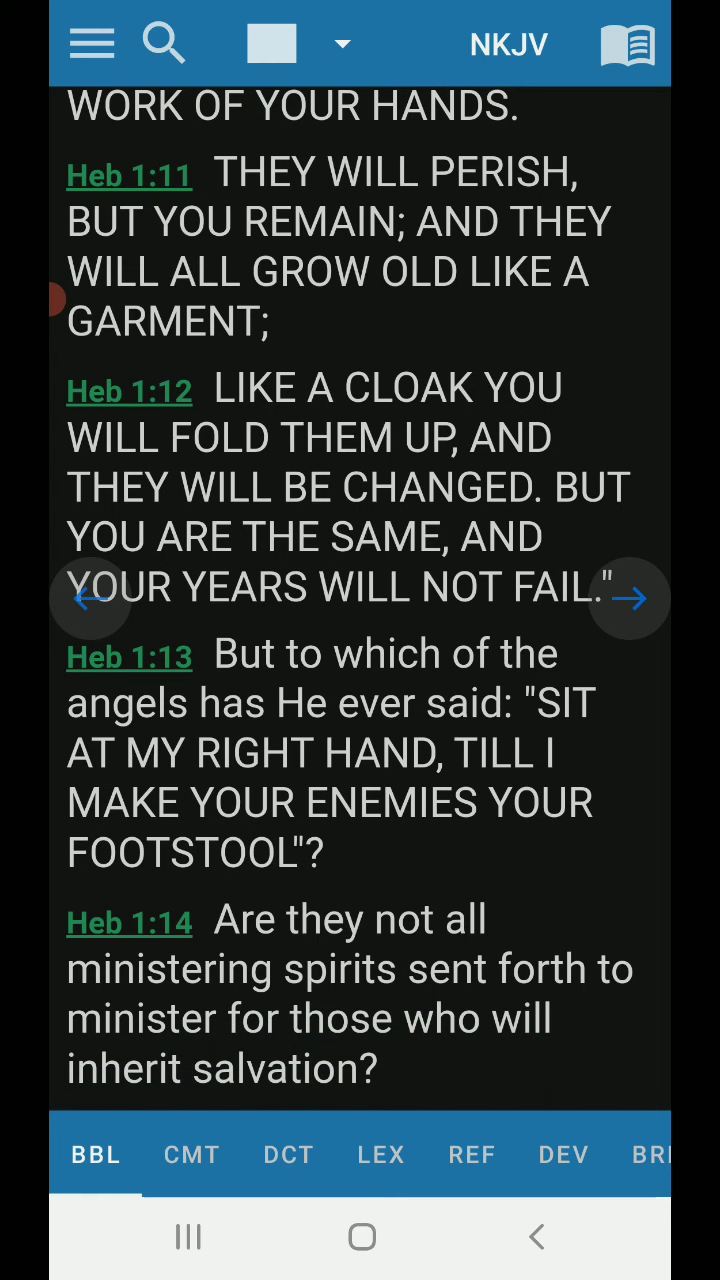 NKJV
WORK OF YOUR HANDS.
Heb 1:11 THEY WILL PERISH,
BUT YOU REMAIN; AND THEY
WILL ALL GROW OLD LIKE A
GARMENT;
Heb 1:12 LIKE A CLOAK YOU
WILL FOLD THEM UP, AND
THEY WILL BE CHANGED. BUT
YOU ARE THE SAME, AND
YOUR YEARS WILL NOT FAIL."
Heb 1:13 But to which of the
angels has He ever said: "SIT
AT MY RIGHT HAND, TILL I
MAKE YOUR ENEMIES YOUR
FOOTSTOOL"?
Heb 1:14 Are they not all
ministering spirits sent forth to
minister for those who will
inherit salvation?
BBL CMT DCT LEX REF DEV BRI